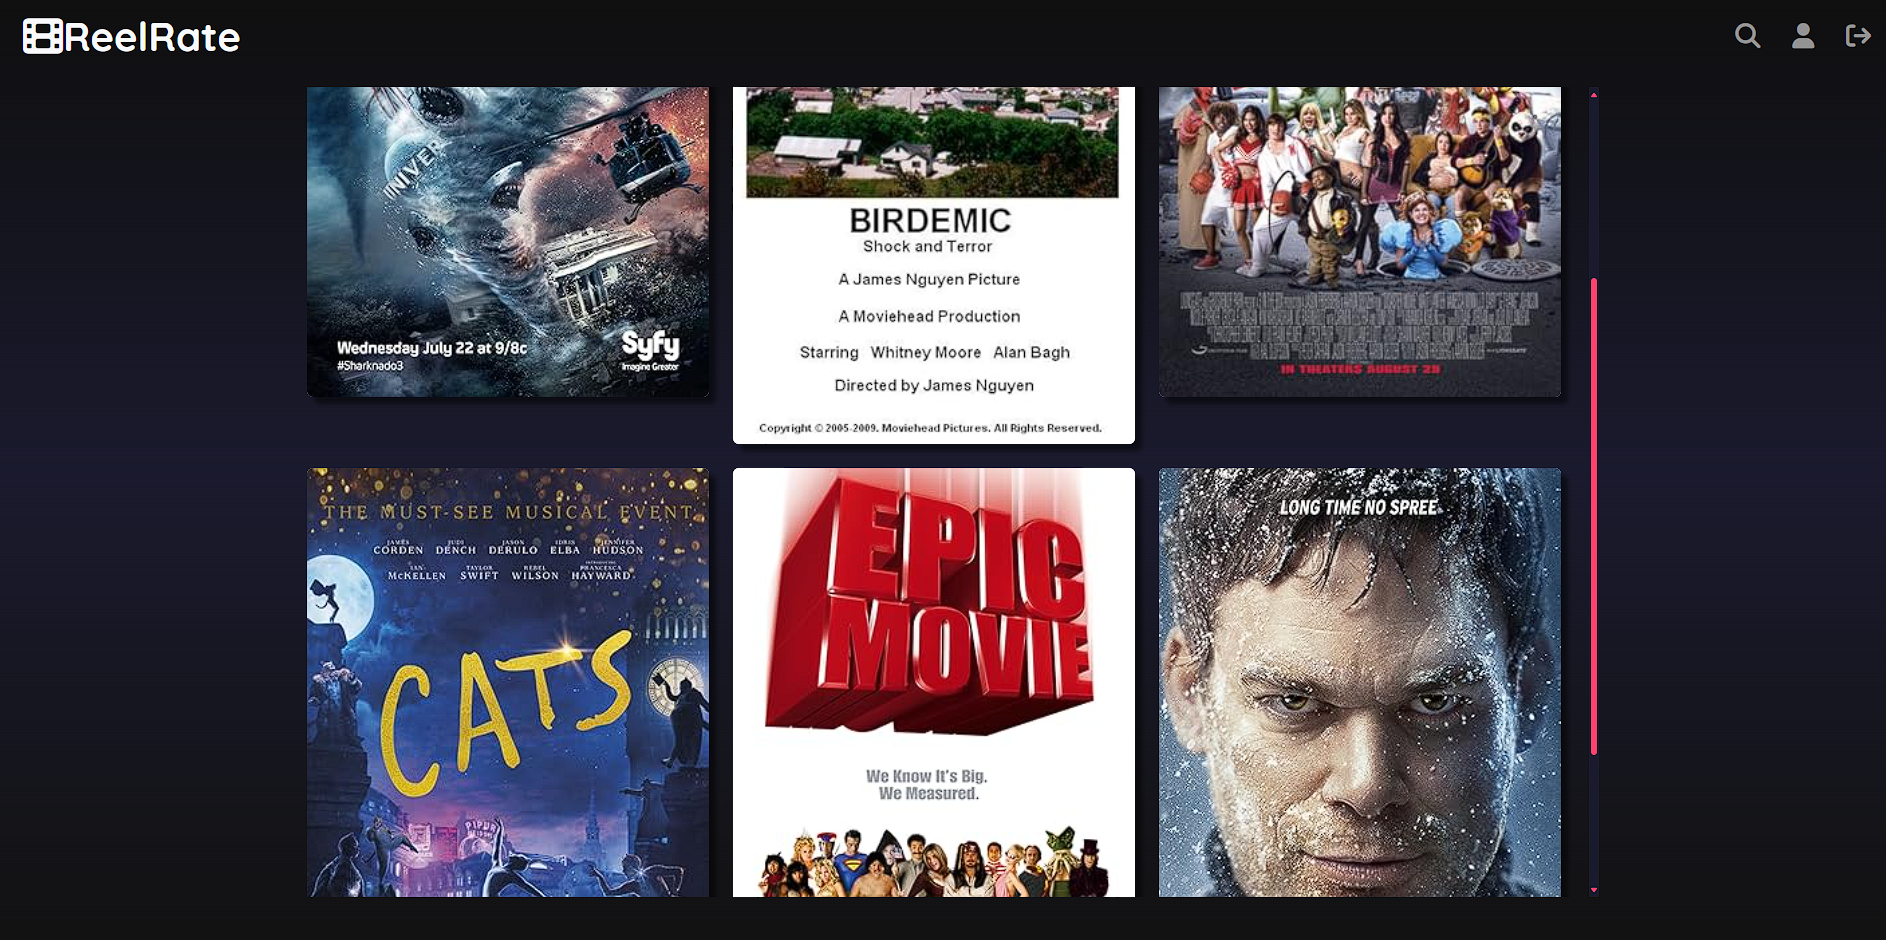 ReelRate
UNIVER
Wednesday July 22 at 9/8c
#Sharknado3
Syfy
Imagine Greater
BIRDEMIC
Shock and Terror
A James Nguyen Picture
A Moviehead Production
Starring Whitney Moore Alan Bagh
Directed by James Nguyen
Copyright © 2005-2009. Moviehead Pictures. All Rights Reserved.
IN THEATERS AUGUST 29
THE MUST-SEE MUSICAL EVENT
JAMES CORDEN JUDI DENCH JASON DERULO IDRIS ELBA JENNIFER HUDSON
IAN McKELLEN TAYLOR SWIFT REBEL WILSON FRANCESCA HAYWARD
CATS
EPIC
MOVIE
We Know It's Big.
We Measured.
LONG TIME NO SPREE.